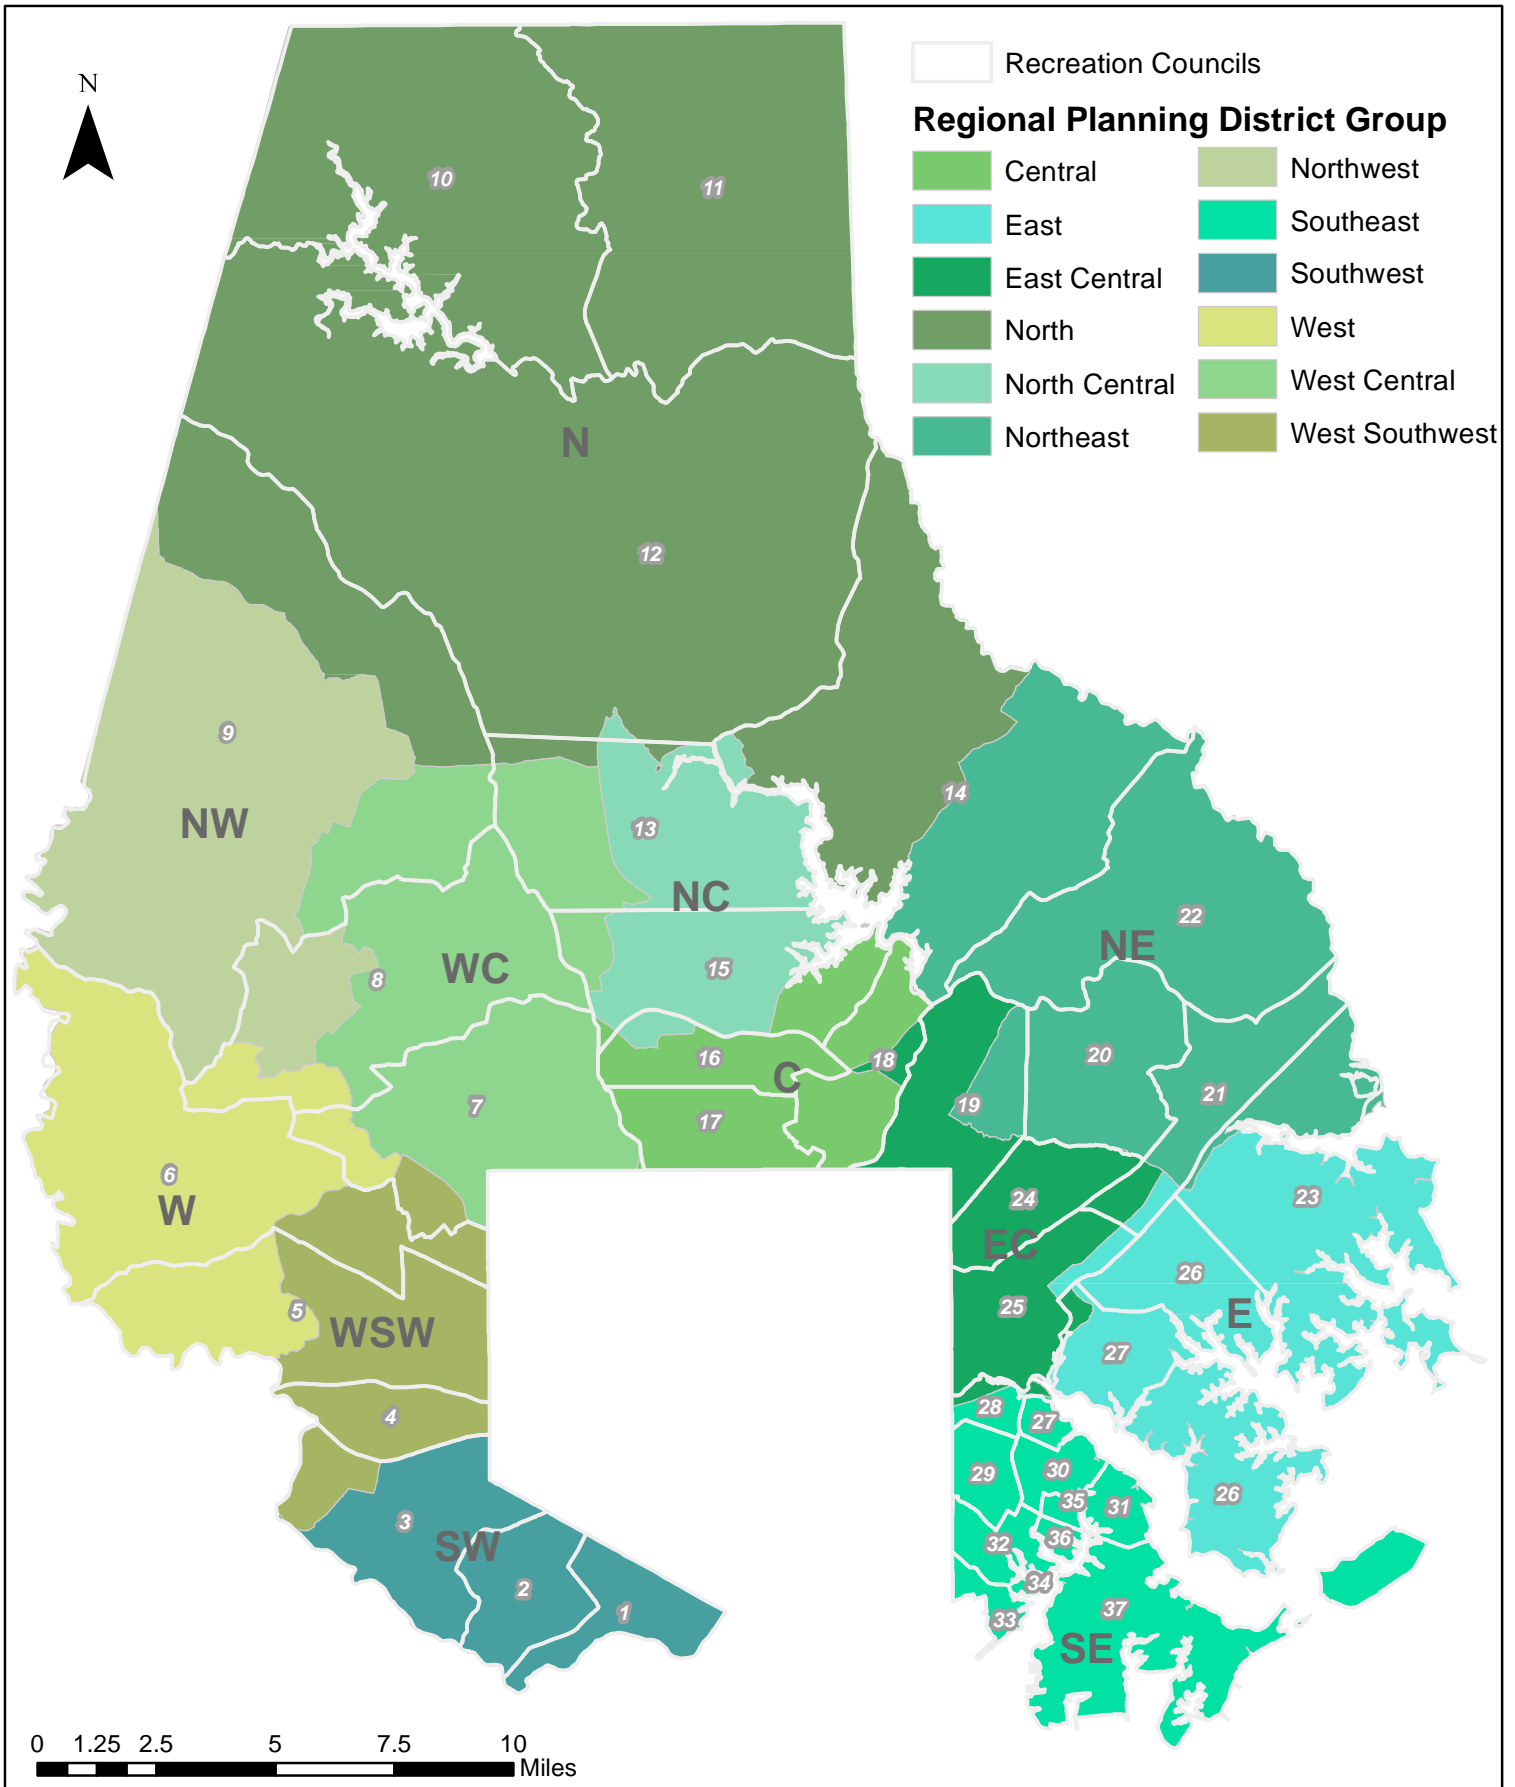 N
Recreation Councils
Regional Planning District Group
Central
East
East Central
North
North Central
Northeast
Northwest
Southeast
Southwest
West
West Central
West Southwest
10
11
N
12
9
NW
14
13
NC
22
NE
WC
8
15
16
C
18
20
7
17
19
21
6
W
24
23
EC
26
5
25
E
WSW
27
4
28
27
29
30
35
31
26
3
SW
32
36
2
34
1
33
37
SE
0 1.25 2.5 5 7.5 10
Miles